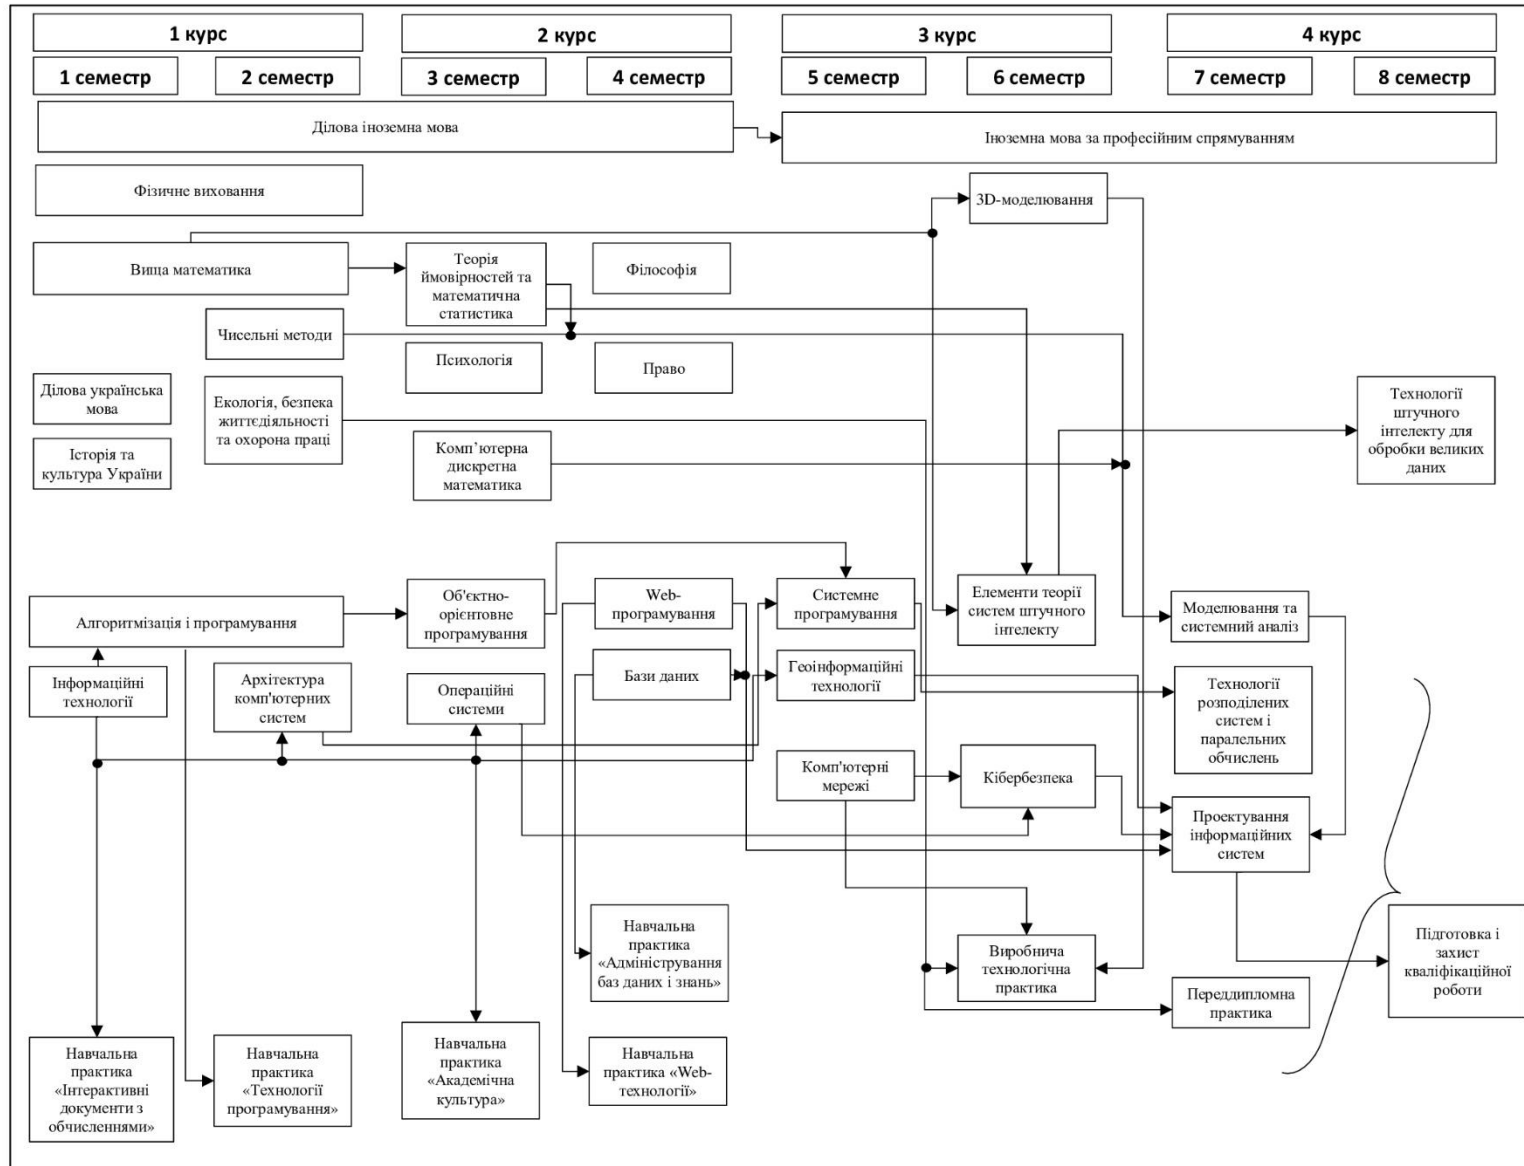 1 курс
2 курс
3 курс
4 курс
1 семестр
2 семестр
3 семестр
4 семестр
5 семестр
6 семестр
7 семестр
8 семестр
Ділова іноземна мова
Іноземна мова за професійним спрямуванням
Фізичне виховання
3D-моделювання
Вища математика
Теорія
ймовірностей та
математична
статистика
Філософія
Чисельні методи
Психологія
Право
Ділова українська
мова
Екологія, безпека
життєдіяльності
та охорона праці
Технології
штучного
інтелекту для
обробки великих
даних
Історія та
культура України
Комп’ютерна
дискретна
математика
Алгоритмізація і програмування
Об'єктно-
орієнтовне
програмування
Web-
програмування
Системне
програмування
Елементи теорії
систем штучного
інтелекту
Моделювання та
системний аналіз
Інформаційні
технології
Архітектура
комп'ютерних
систем
Операційні
системи
Бази даних
Геоінформаційні
технології
Технології
розподілених
систем і
паралельних
обчислень
Комп'ютерні
мережі
Кібербезпека
Проектування
інформаційних
систем
Навчальна
практика
«Адміністрування
баз даних і знань»
Виробнича
технологічна
практика
Підготовка і
захист
кваліфікаційної
роботи
Переддипломна
практика
Навчальна
практика
«Інтерактивні
документи з
обчисленнями»
Навчальна
практика
«Технології
програмування»
Навчальна
практика
«Академічна
культура»
Навчальна
практика «Web-
технології»